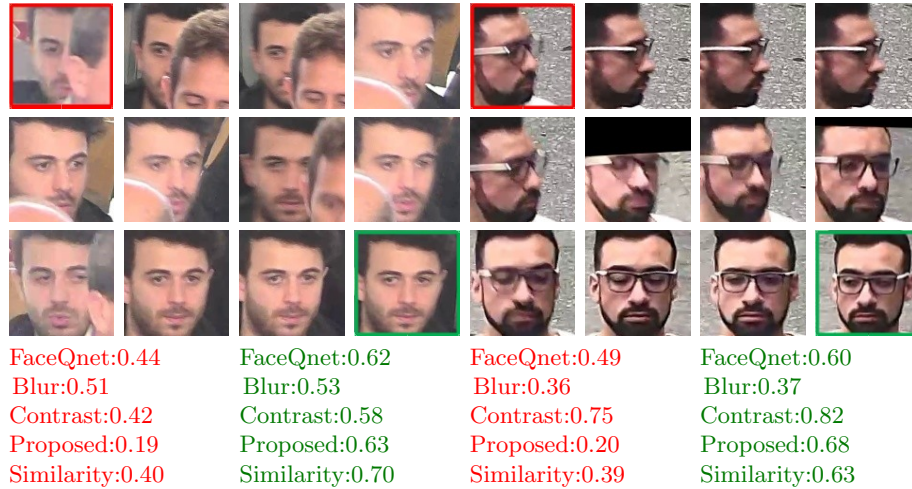 FaceQnet:0.44 FaceQnet:0.62 FaceQnet:0.49 FaceQnet:0.60
Blur:0.51 Blur:0.53 Blur:0.36 Blur:0.37
Contrast:0.42 Contrast:0.58 Contrast:0.75 Contrast:0.82
Proposed:0.19 Proposed:0.63 Proposed:0.20 Proposed:0.68
Similarity:0.40 Similarity:0.70 Similarity:0.39 Similarity:0.63